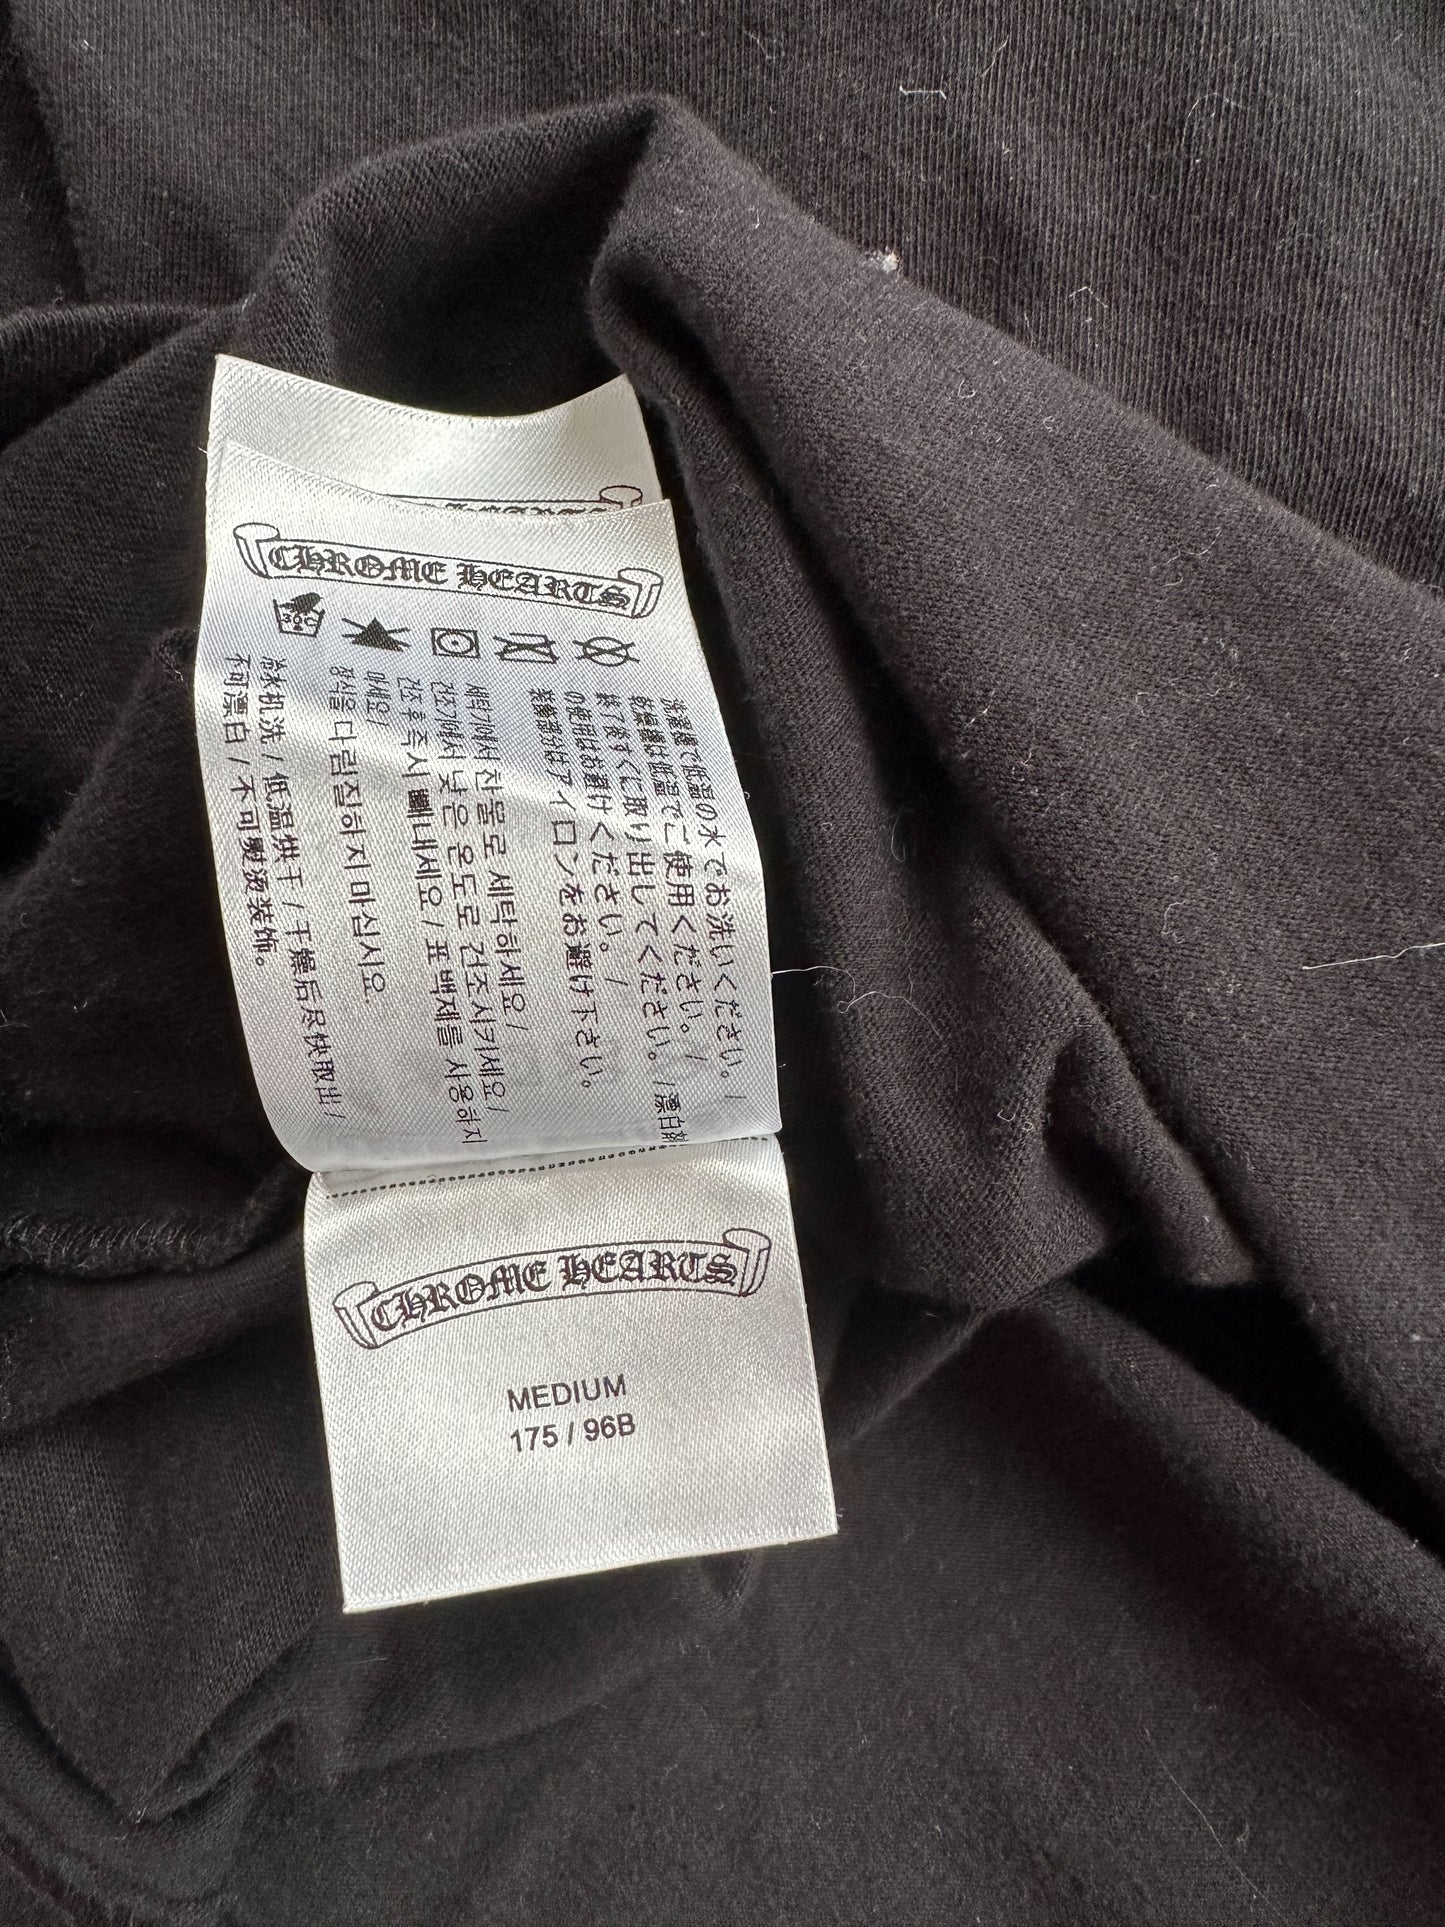 CHROME HEARTS
洗濯機で低温の水でお洗いください。/
乾燥機は低温でご使用ください。/
終了後すぐに取り出してください。/漂白剤
の使用はお避けください。/
装飾部分はアイロンをお避け下さい。
세탁기에서 찬물로 세탁하세요/
건조기에서 낮은 온도로 건조시키세요/
건조 후 즉시 빼내세요/ 표백제를 사용하지
마세요/
장식을 다림질하지 마십시오.
冷水机洗 / 低温烘干 / 干燥后尽快取出 /
不可漂白 / 不可熨烫装饰。
CHROME HEARTS
MEDIUM
175 / 96B